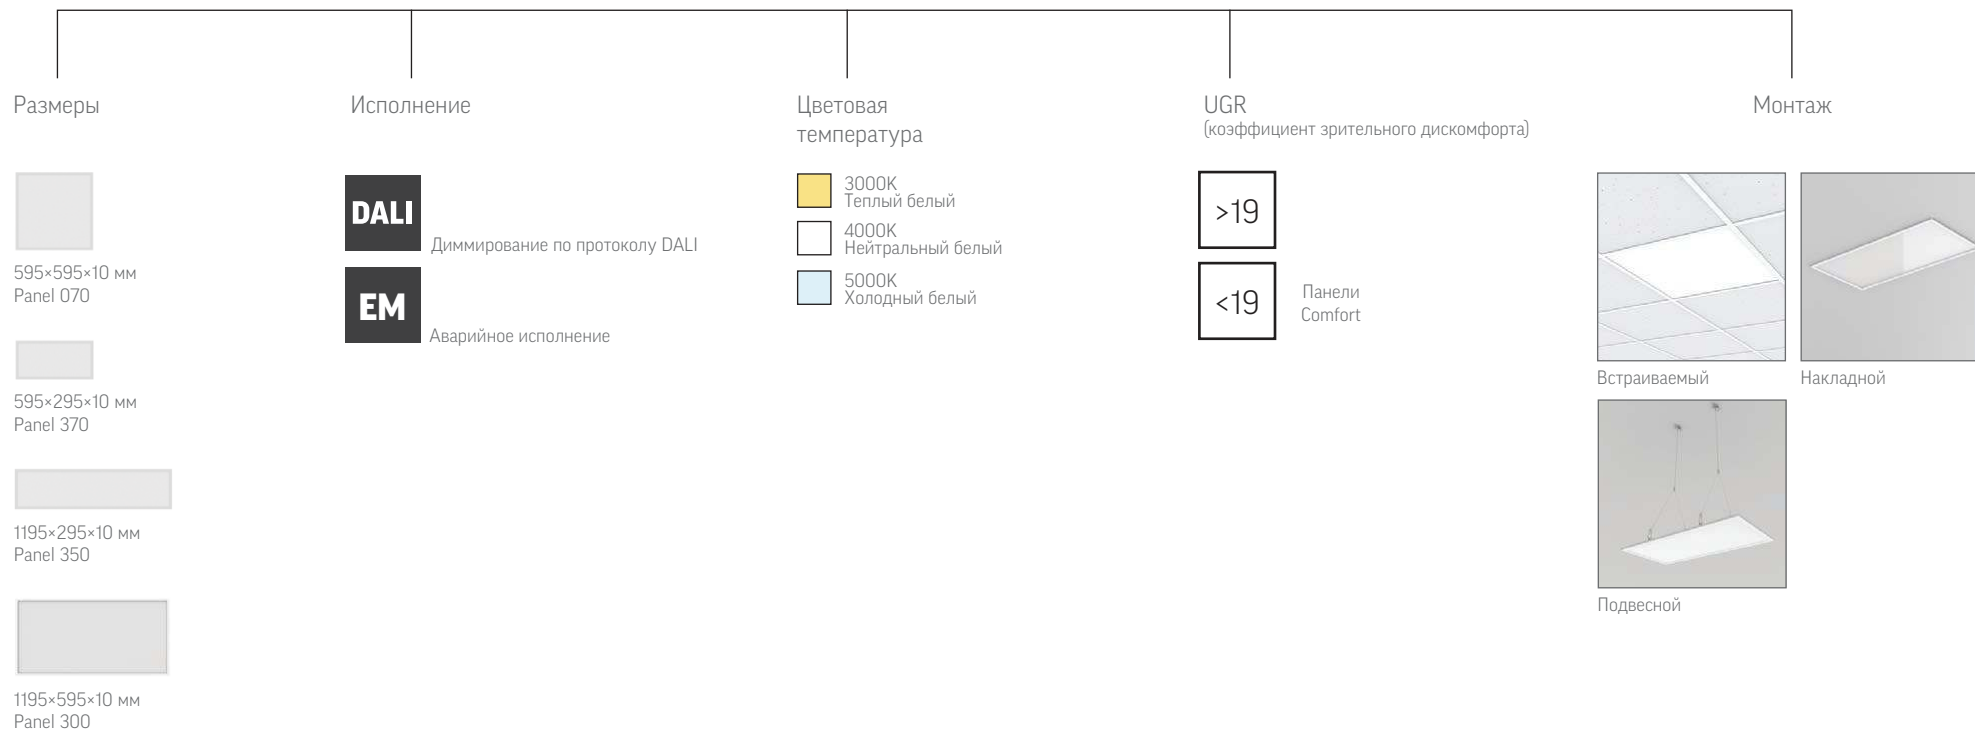 Размеры
595×595×10 мм
Panel 070
595×295×10 мм
Panel 370
1195×295×10 мм
Panel 350
1195×595×10 мм
Panel 300
Исполнение
DALI
Диммирование по протоколу DALI
EM
Аварийное исполнение
Цветовая
температура
3000K
Теплый белый
4000K
Нейтральный белый
5000K
Холодный белый
UGR
(коэффициент зрительного дискомфорта)
>19
<19
Панели
Comfort
Монтаж
Встраиваемый
Накладной
Подвесной